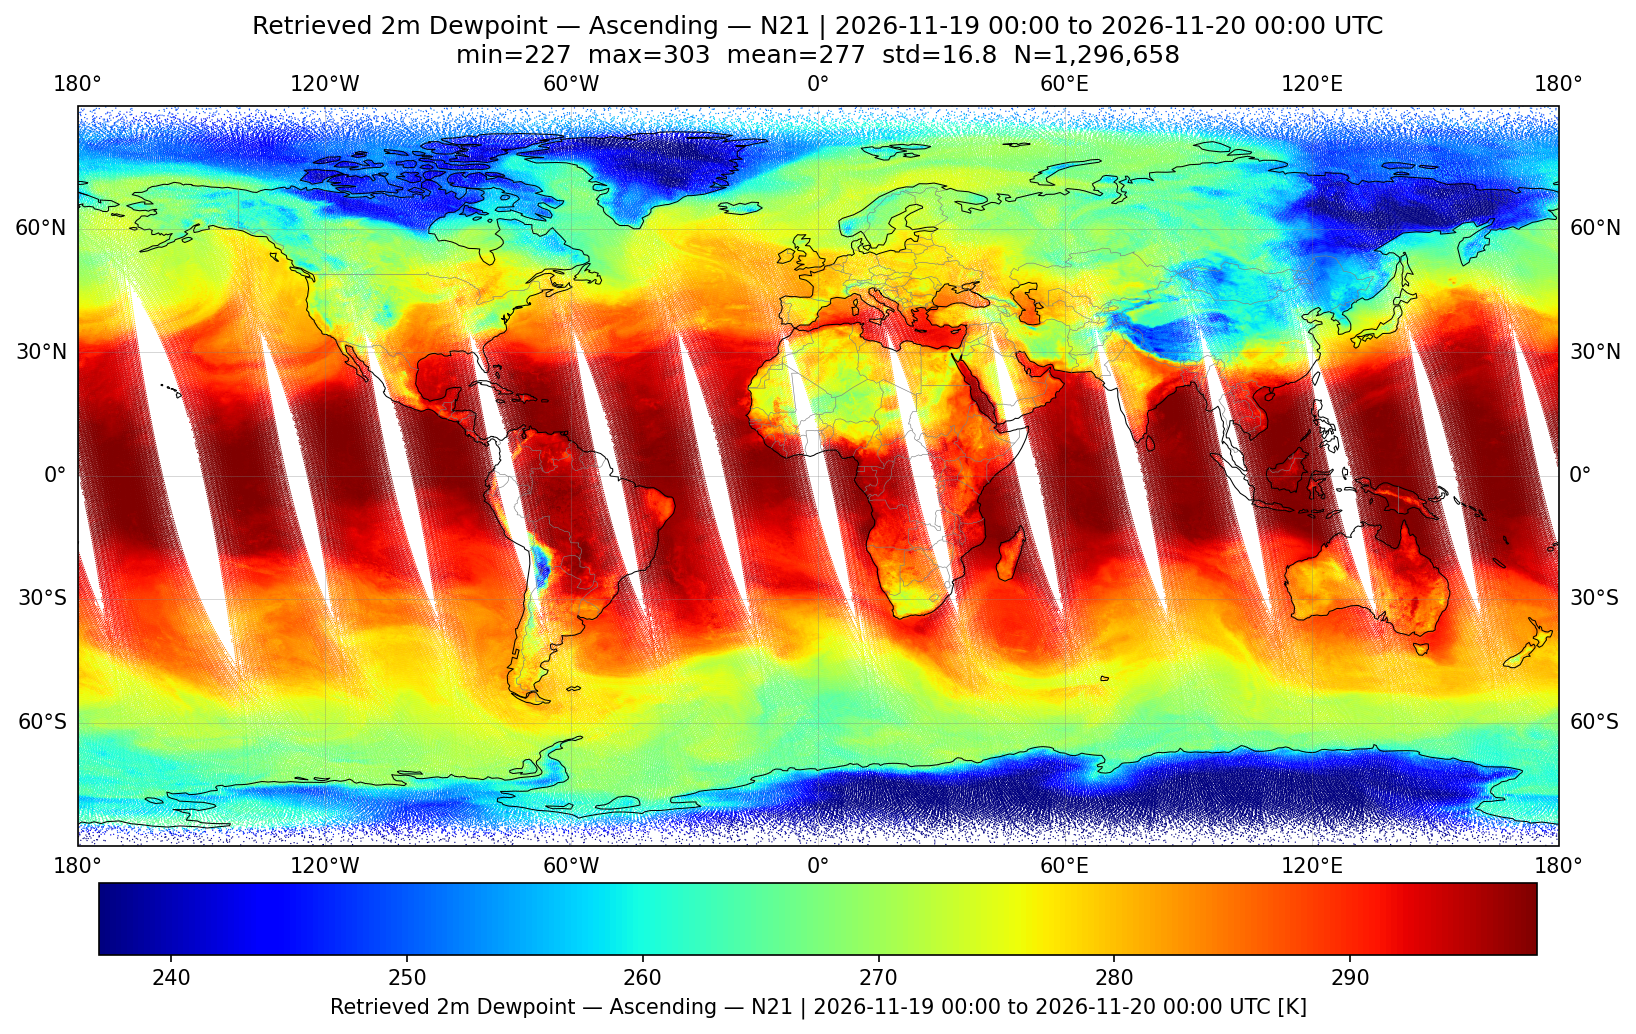 Retrieved 2m Dewpoint — Ascending — N21 | 2026-11-19 00:00 to 2026-11-20 00:00 UTC
min=227  max=303  mean=277  std=16.8  N=1,296,658
180° 120°W 60°W 0° 60°E 120°E 180°
60°N 60°N
30°N 30°N
0° 0°
30°S 30°S
60°S 60°S
180° 120°W 60°W 0° 60°E 120°E 180°
240 250 260 270 280 290
Retrieved 2m Dewpoint — Ascending — N21 | 2026-11-19 00:00 to 2026-11-20 00:00 UTC [K]